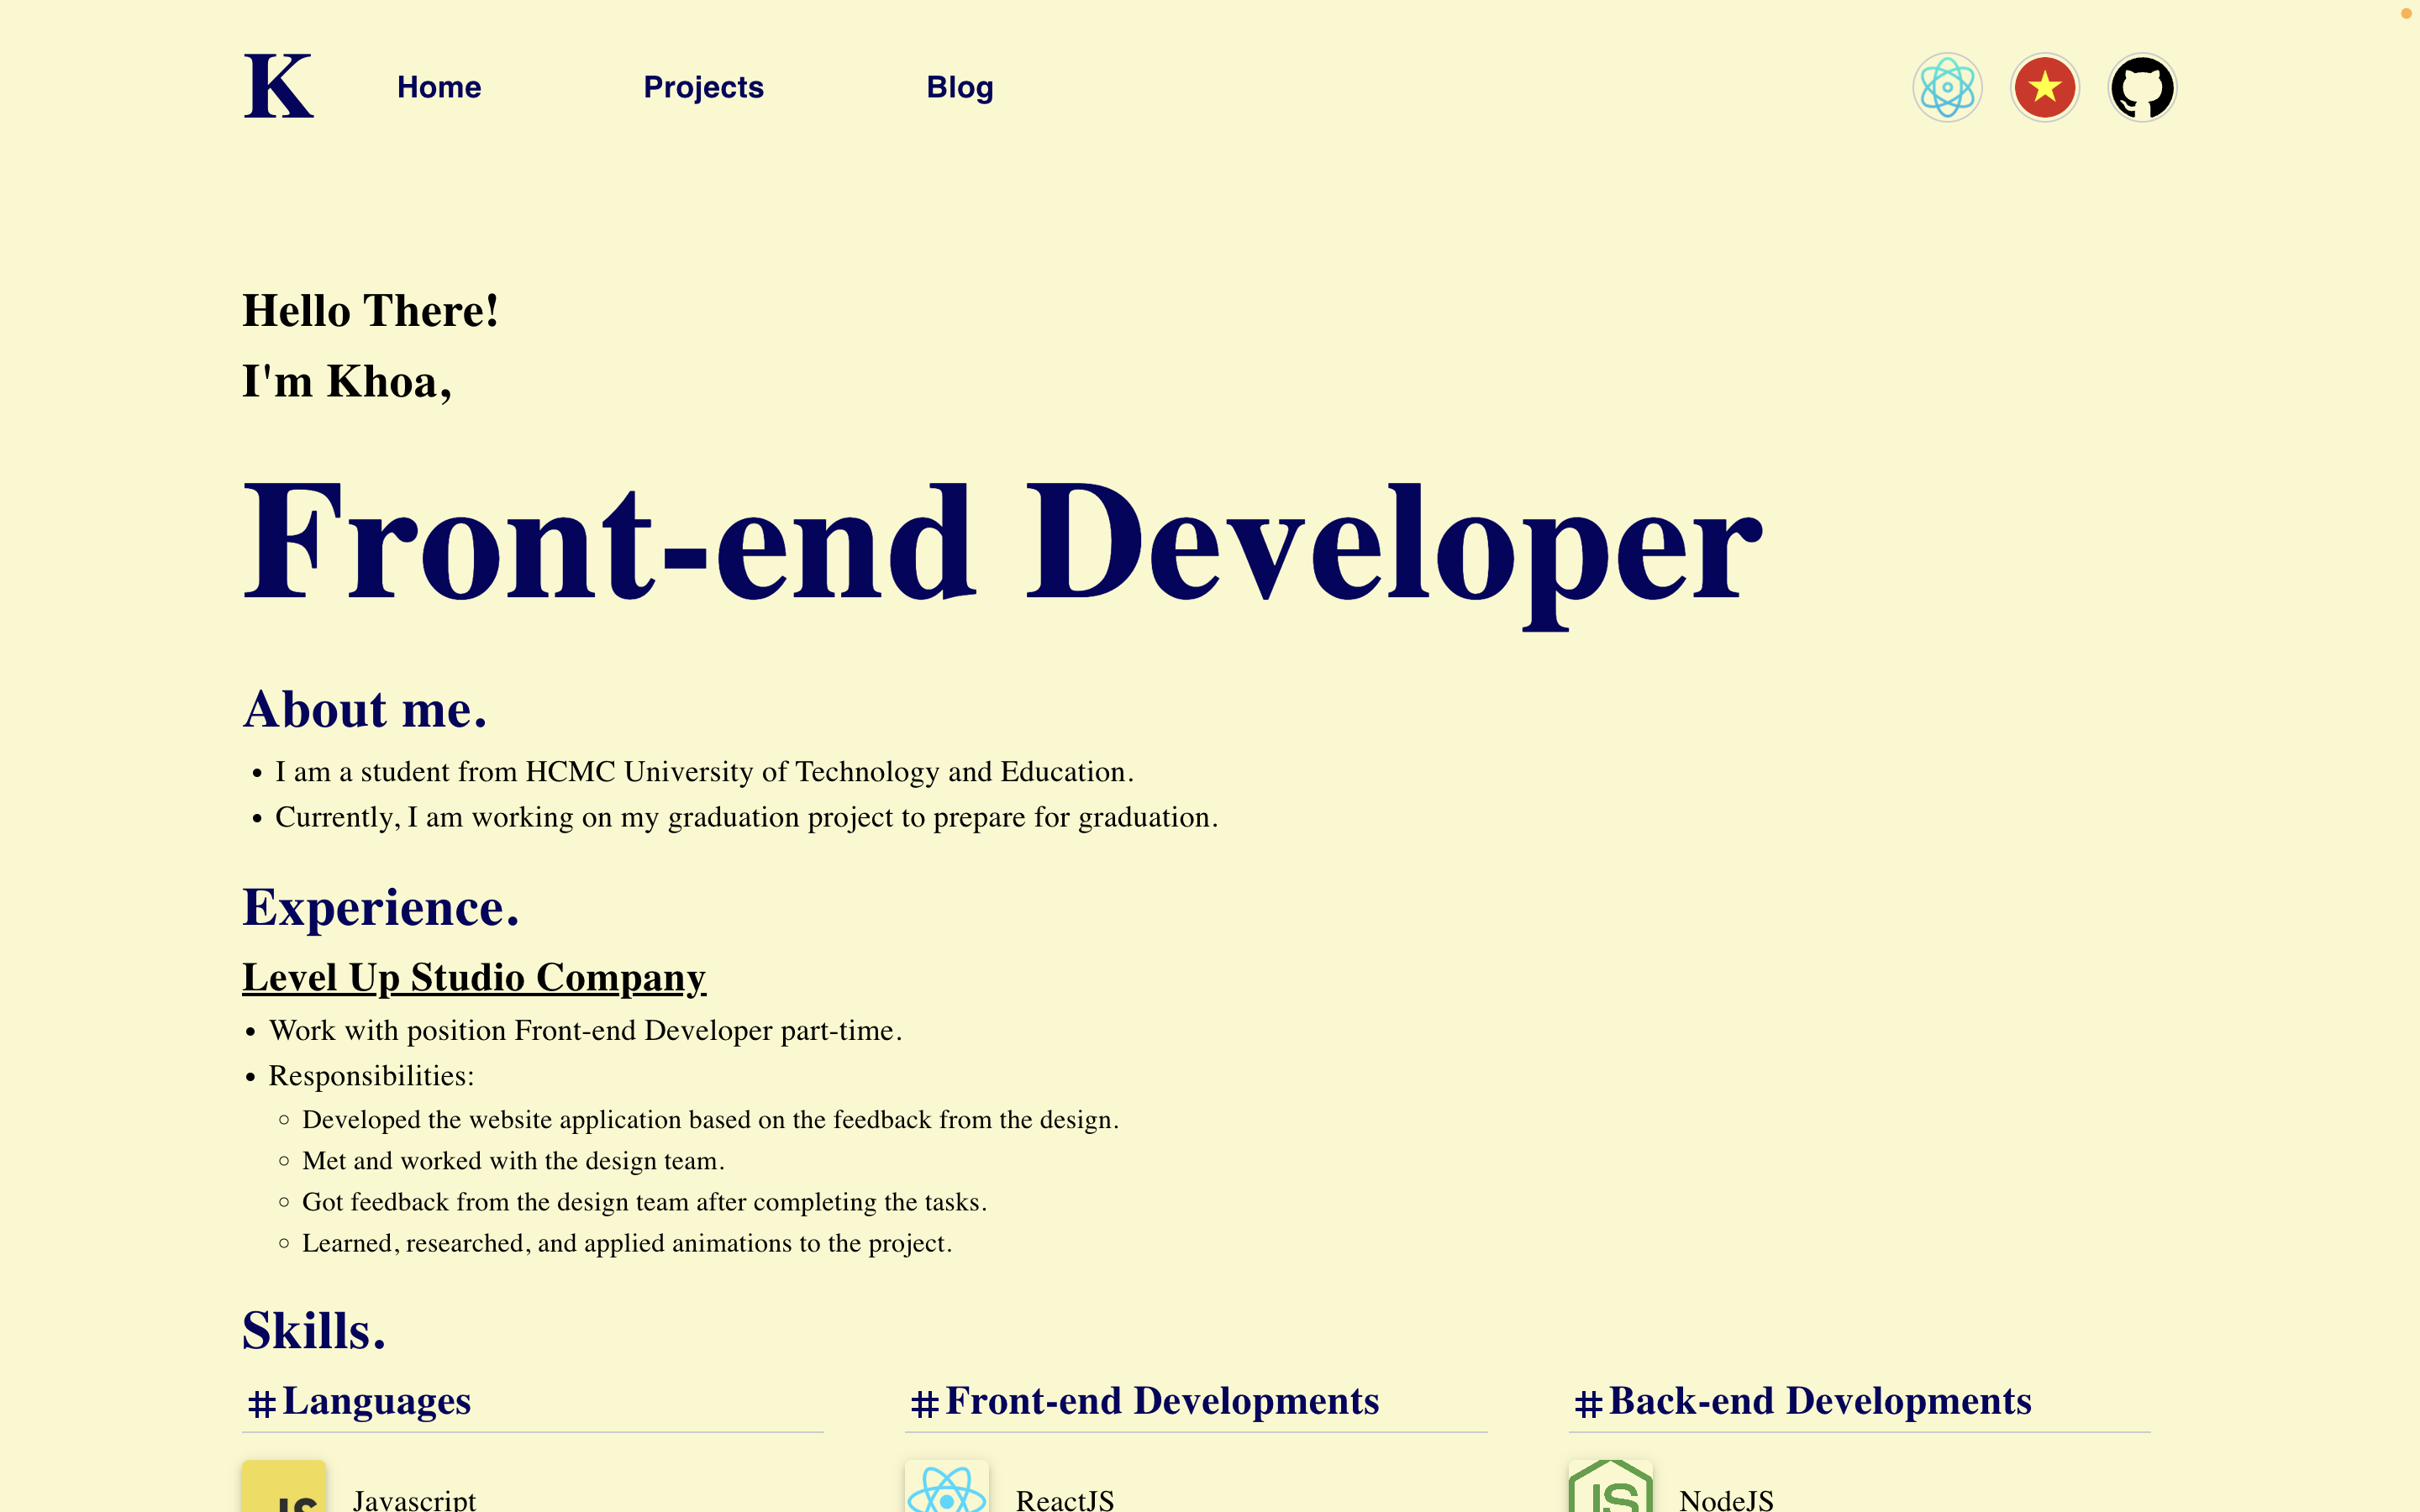 K Home Projects Blog
Hello There!
I'm Khoa,
Front-end Developer
About me.
• I am a student from HCMC University of Technology and Education.
• Currently, I am working on my graduation project to prepare for graduation.
Experience.
Level Up Studio Company
• Work with position Front-end Developer part-time.
• Responsibilities:
◦ Developed the website application based on the feedback from the design.
◦ Met and worked with the design team.
◦ Got feedback from the design team after completing the tasks.
◦ Learned, researched, and applied animations to the project.
Skills.
#Languages
JS Javascript
#Front-end Developments
ReactJS
#Back-end Developments
JS NodeJS